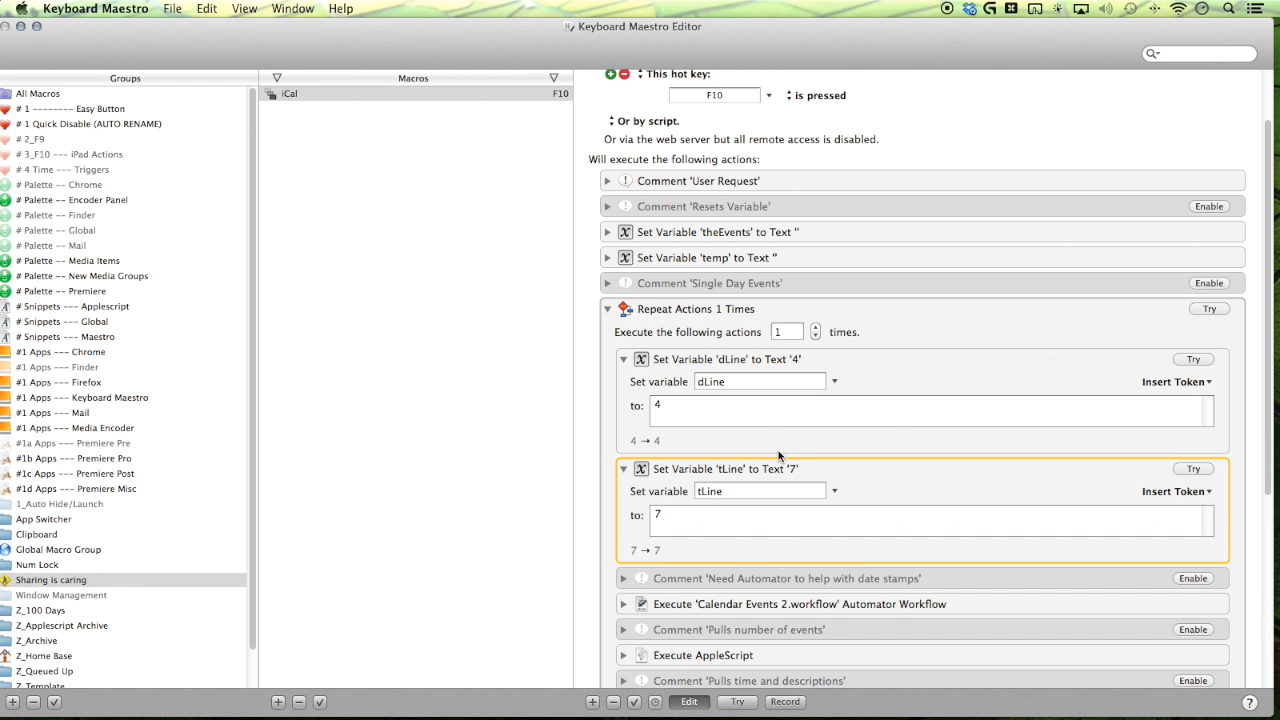 Keyboard Maestro File Edit View Window Help
Keyboard Maestro Editor
Groups
All Macros
# 1 -------- Easy Button
# 1 Quick Disable (AUTO RENAME)
# 2_F9
# 3_F10 --- iPad Actions
# 4 Time --- Triggers
# Palette -- Chrome
# Palette -- Encoder Panel
# Palette -- Finder
# Palette -- Global
# Palette -- Mail
# Palette -- Media Items
# Palette -- New Media Groups
# Palette -- Premiere
# Snippets --- Applescript
# Snippets --- Global
# Snippets --- Maestro
#1 Apps --- Chrome
#1 Apps --- Finder
#1 Apps --- Firefox
#1 Apps --- Keyboard Maestro
#1 Apps --- Mail
#1 Apps --- Media Encoder
#1a Apps --- Premiere Pre
#1b Apps --- Premiere Pro
#1c Apps --- Premiere Post
#1d Apps --- Premiere Misc
1_Auto Hide/Launch
App Switcher
Clipboard
Global Macro Group
Num Lock
Sharing is caring
Window Management
Z_100 Days
Z_Applescript Archive
Z_Archive
Z_Home Base
Z_Queued Up
Z_Template
Macros
iCal F10
This hot key:
F10 is pressed
Or by script.
Or via the web server but all remote access is disabled.
Will execute the following actions:
Comment 'User Request'
Comment 'Resets Variable' Enable
Set Variable 'theEvents' to Text ''
Set Variable 'temp' to Text ''
Comment 'Single Day Events' Enable
Repeat Actions 1 Times Try
Execute the following actions 1 times.
Set Variable 'dLine' to Text '4' Try
Set variable dLine Insert Token
to: 4
4 → 4
Set Variable 'tLine' to Text '7' Try
Set variable tLine Insert Token
to: 7
7 → 7
Comment 'Need Automator to help with date stamps' Enable
Execute 'Calendar Events 2.workflow' Automator Workflow
Comment 'Pulls number of events' Enable
Execute AppleScript
Comment 'Pulls time and descriptions' Enable
Edit Try Record ?